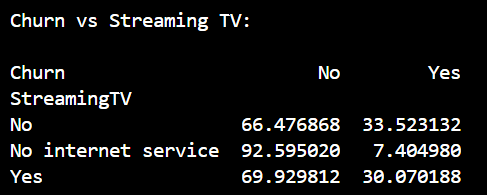 Churn vs Streaming TV:
Churn No Yes
StreamingTV
No 66.476868 33.523132
No internet service 92.595020 7.404980
Yes 69.929812 30.070188